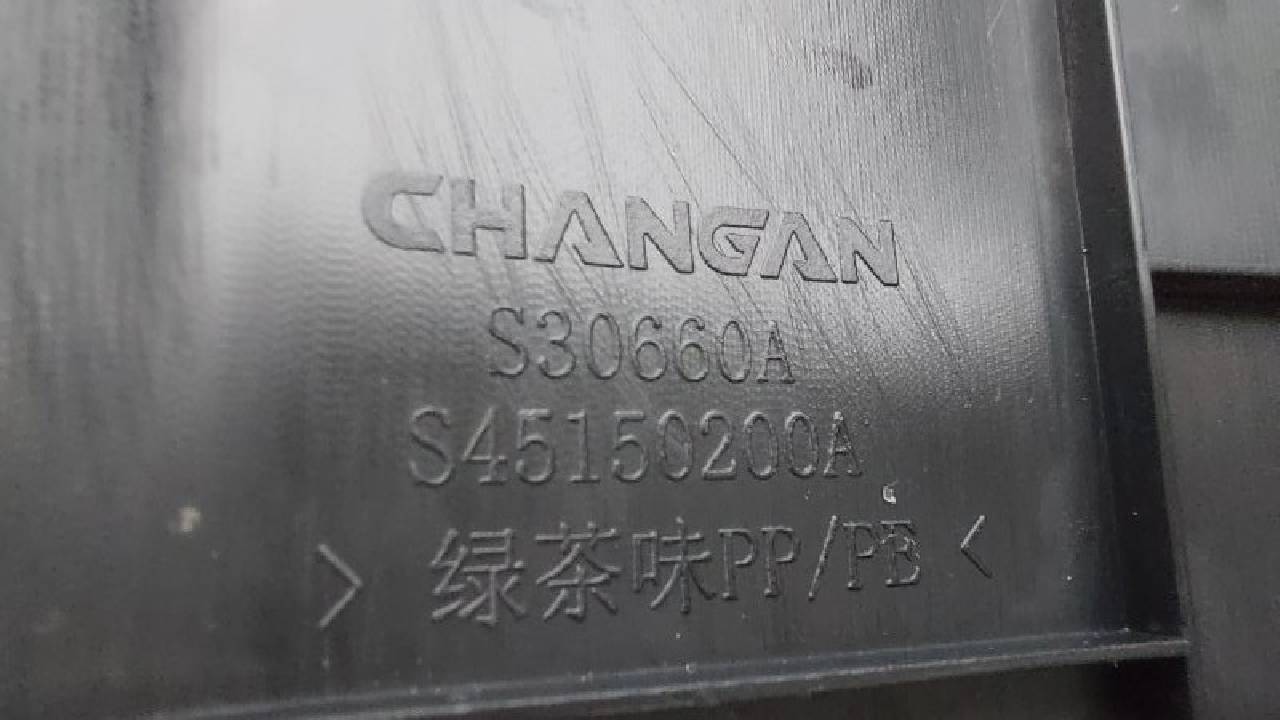 CHANGAN
S30660A
S45150200A
>绿茶味PP/PE<